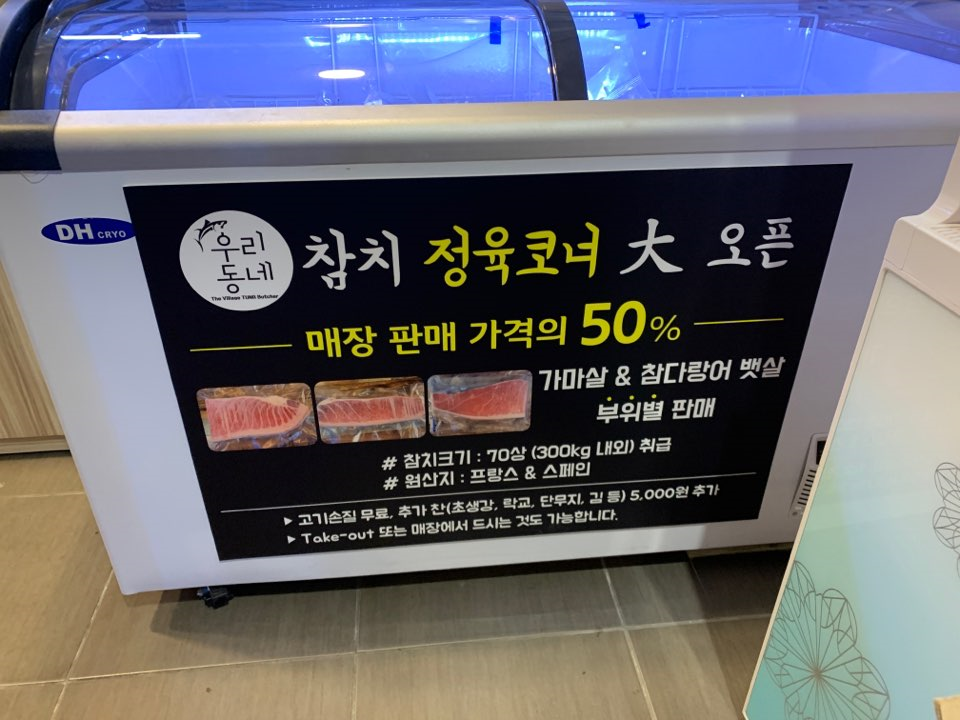 DH CRYO
우리
동네
The Village TUNA Butcher
참치 정육코너 大 오픈
매장 판매 가격의 50%
가마살 & 참다랑어 뱃살
부위별 판매
# 참치크기 : 70상 (300kg 내외) 취급
# 원산지 : 프랑스 & 스페인
▶ 고기손질 무료, 추가 찬(초생강, 락교, 단무지, 김 등) 5,000원 추가
▶ Take-out 또는 매장에서 드시는 것도 가능합니다.